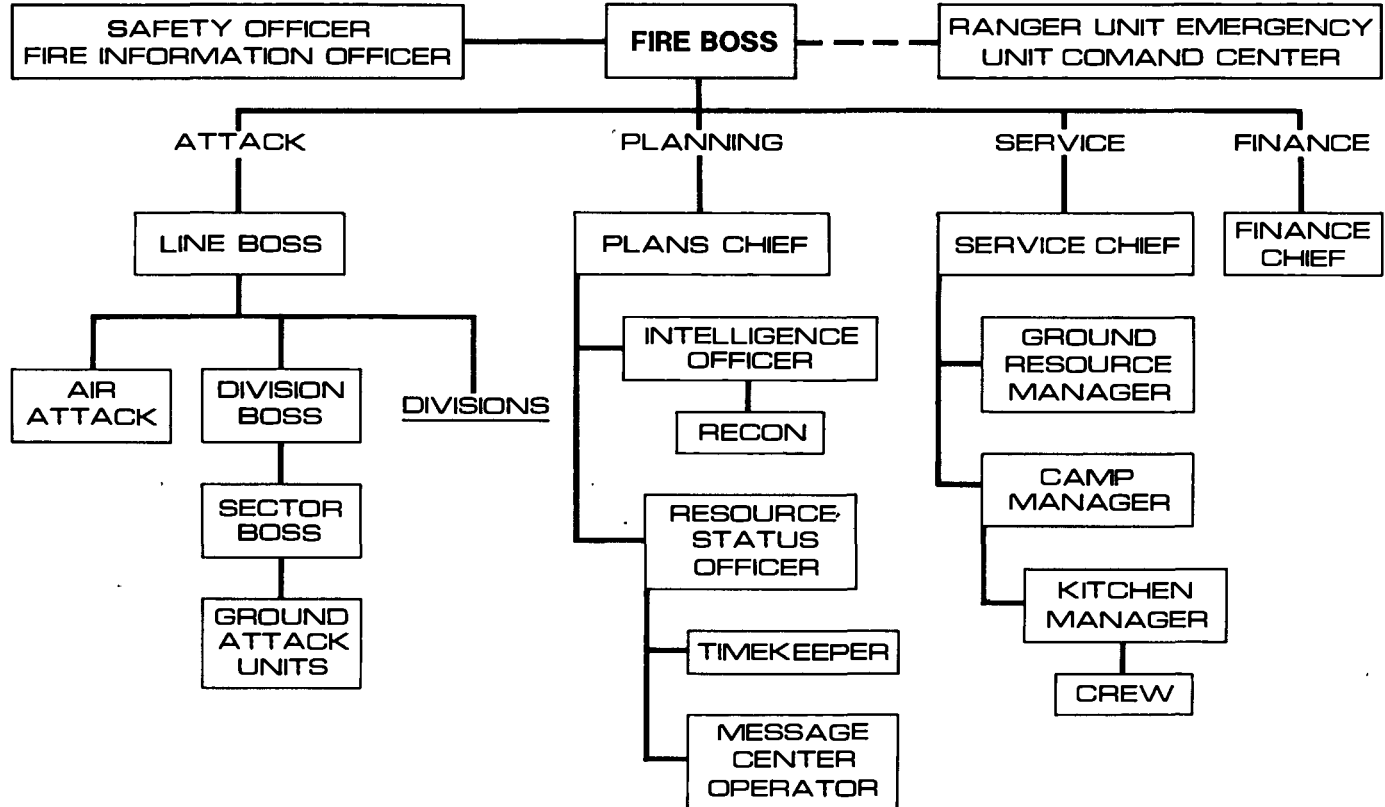 SAFETY OFFICER
FIRE INFORMATION OFFICER
FIRE BOSS
RANGER UNIT EMERGENCY
UNIT COMAND CENTER
ATTACK
PLANNING
SERVICE
FINANCE
LINE BOSS
PLANS CHIEF
SERVICE CHIEF
FINANCE
CHIEF
AIR
ATTACK
DIVISION
BOSS
DIVISIONS
SECTOR
BOSS
GROUND
ATTACK
UNITS
INTELLIGENCE
OFFICER
RECON
RESOURCE
STATUS
OFFICER
TIMEKEEPER
MESSAGE
CENTER
OPERATOR
GROUND
RESOURCE
MANAGER
CAMP
MANAGER
KITCHEN
MANAGER
CREW